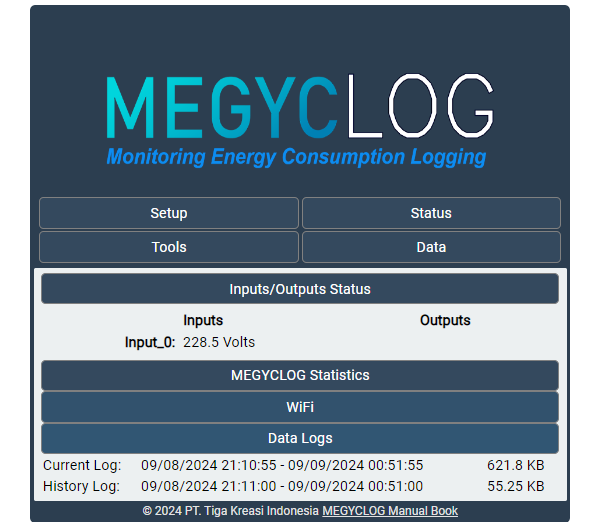 MEGYCLOG
Monitoring Energy Consumption Logging
Setup Status
Tools Data
Inputs/Outputs Status
Inputs Outputs
Input_0: 228.5 Volts
MEGYCLOG Statistics
WiFi
Data Logs
Current Log: 09/08/2024 21:10:55 - 09/09/2024 00:51:55 621.8 KB
History Log: 09/08/2024 21:11:00 - 09/09/2024 00:51:00 55.25 KB
© 2024 PT. Tiga Kreasi Indonesia MEGYCLOG Manual Book